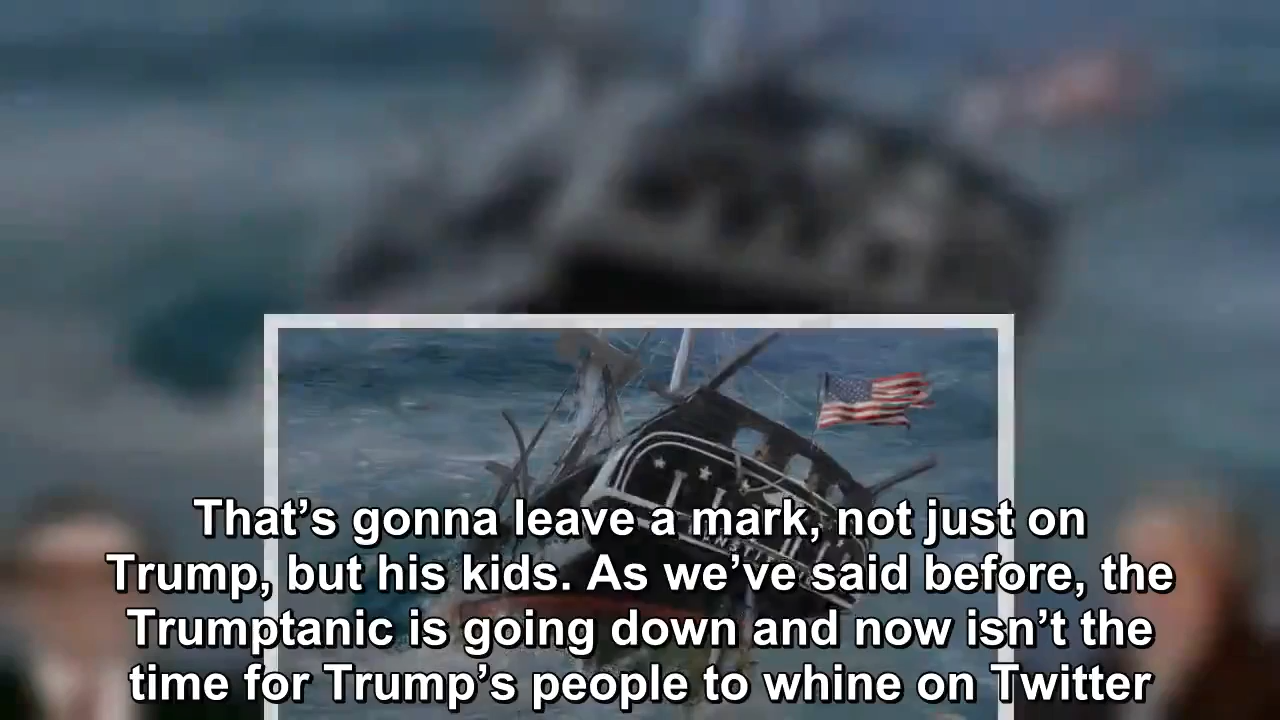 That’s gonna leave a mark, not just on
Trump, but his kids. As we’ve said before, the
Trumptanic is going down and now isn’t the
time for Trump’s people to whine on Twitter